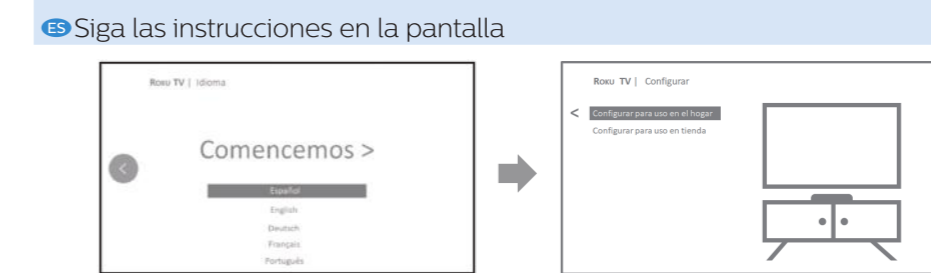 ES Siga las instrucciones en la pantalla
Roku TV | Idioma
Comencemos >
Español
English
Deutsch
Français
Português
Roku TV | Configurar
< Configurar para uso en el hogar
Configurar para uso en tienda